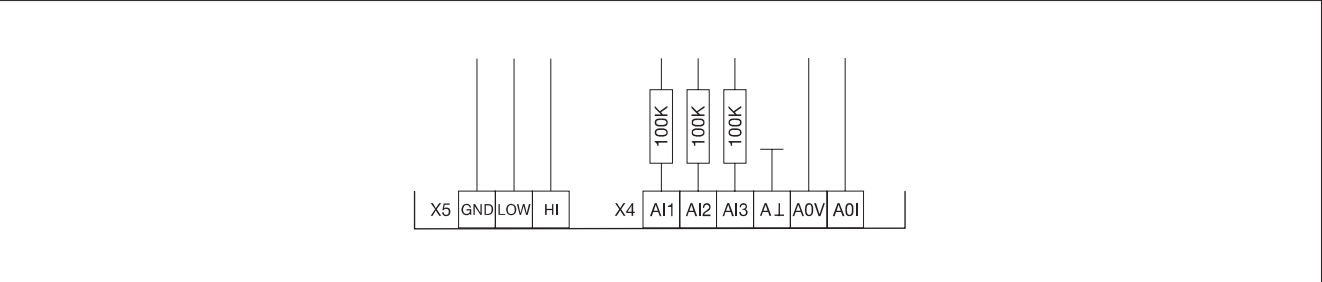 100K 100K 100K
X5 GND LOW HI X4 AI1 AI2 AI3 A⊥ A0V A0I